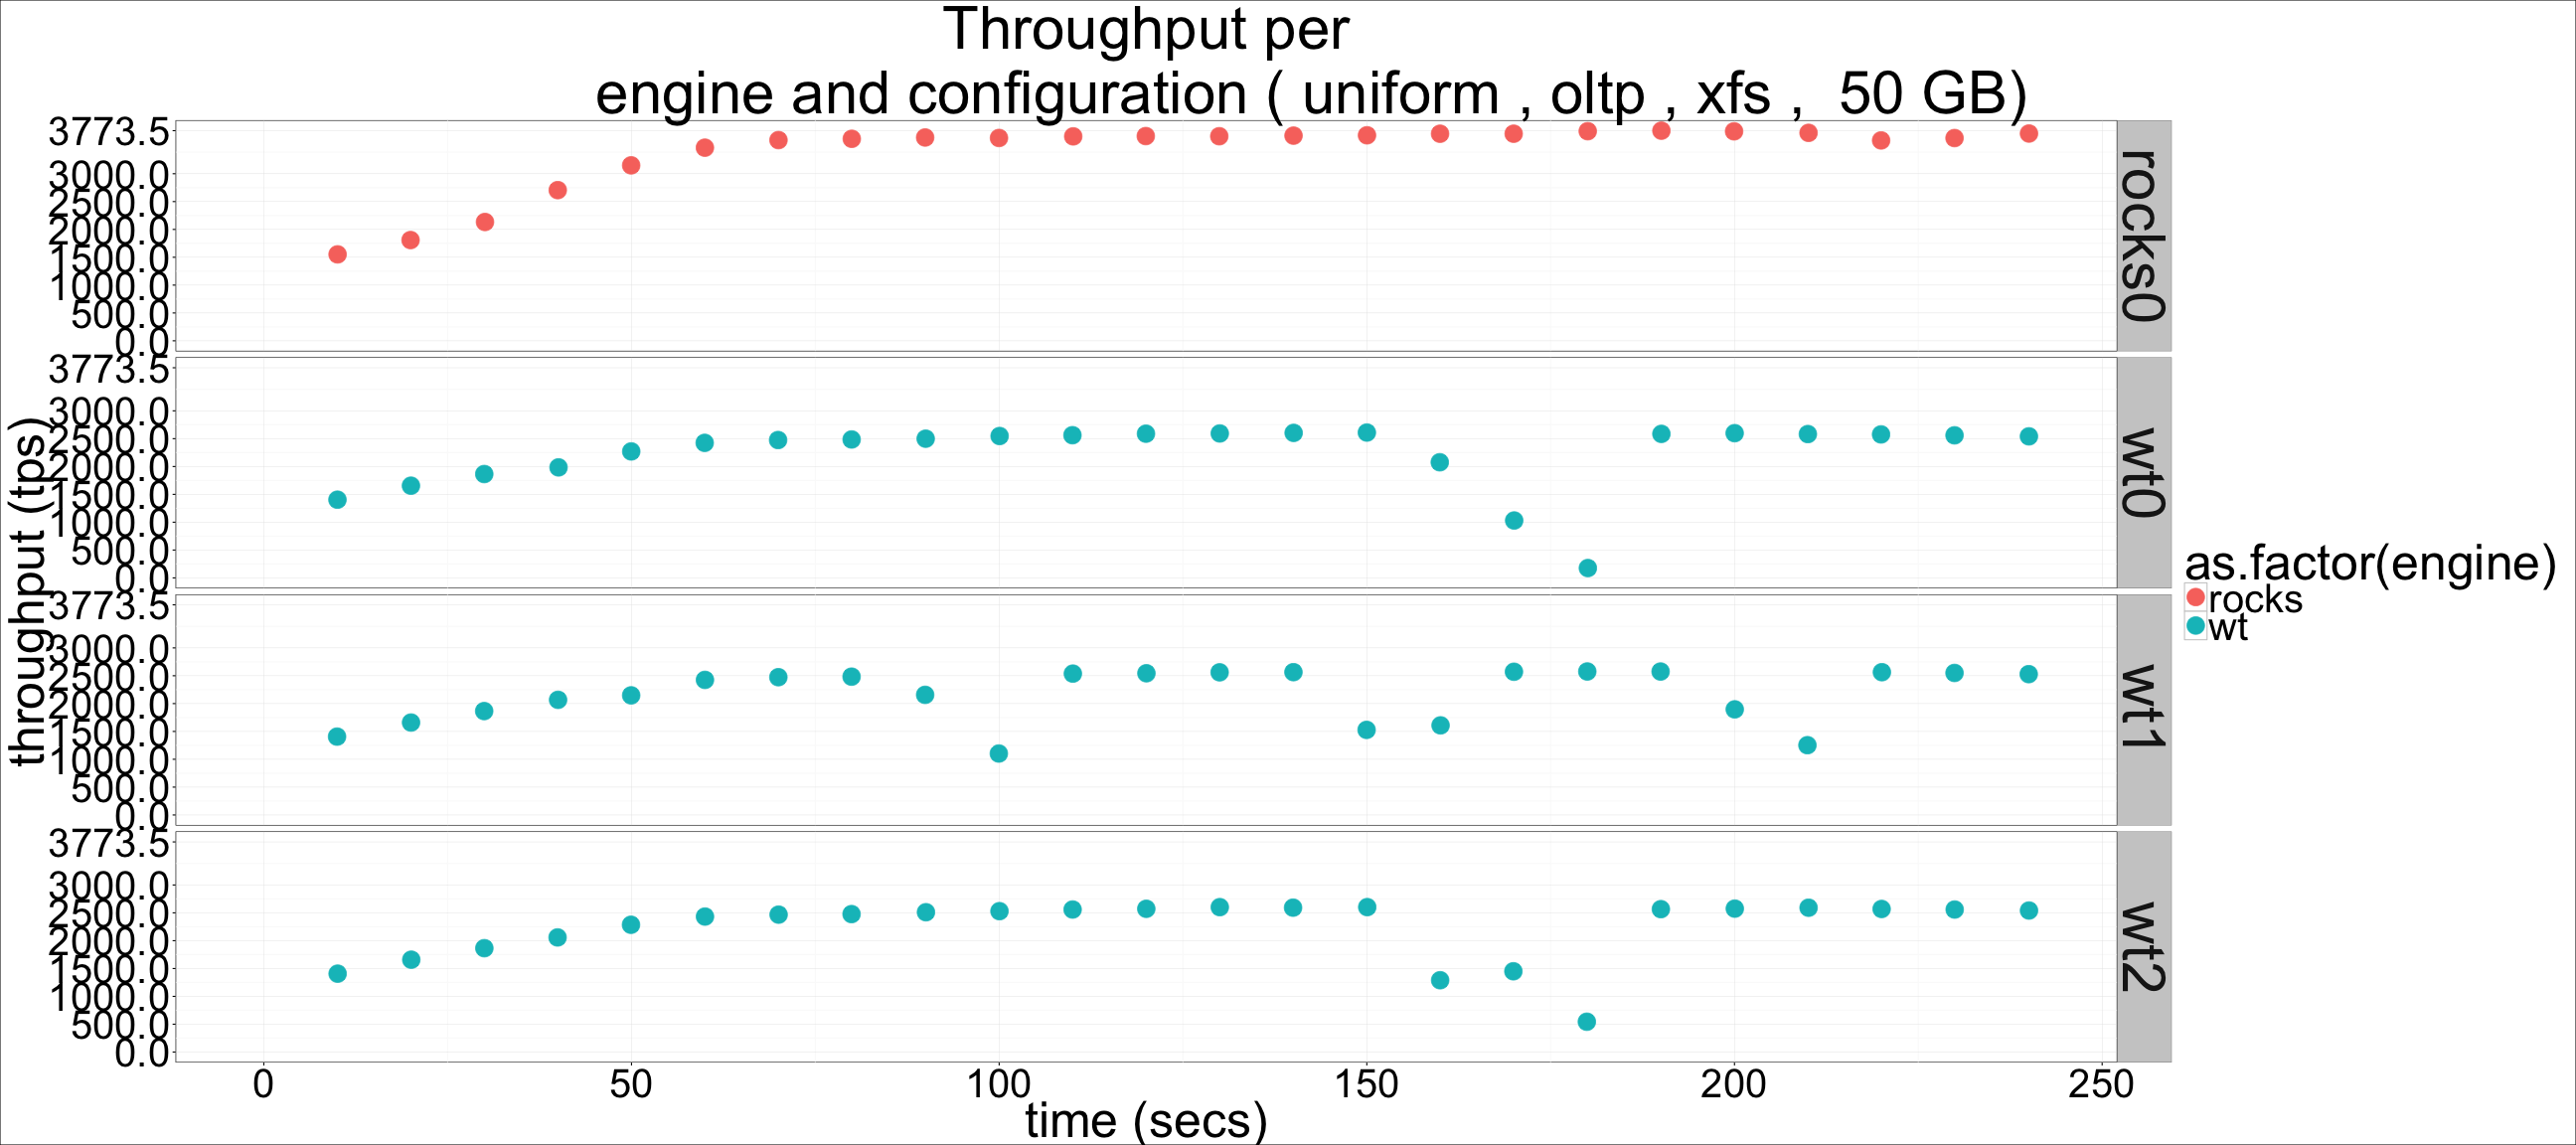 Throughput per
engine and configuration ( uniform , oltp , xfs ,  50 GB)
throughput (tps)
3773.5
3000.0
2500.0
2000.0
1500.0
1000.0
500.0
0.0
rocks0
3773.5
3000.0
2500.0
2000.0
1500.0
1000.0
500.0
0.0
wt0
3773.5
3000.0
2500.0
2000.0
1500.0
1000.0
500.0
0.0
wt1
3773.5
3000.0
2500.0
2000.0
1500.0
1000.0
500.0
0.0
wt2
0 50 100 150 200 250
time (secs)
as.factor(engine)
rocks
wt